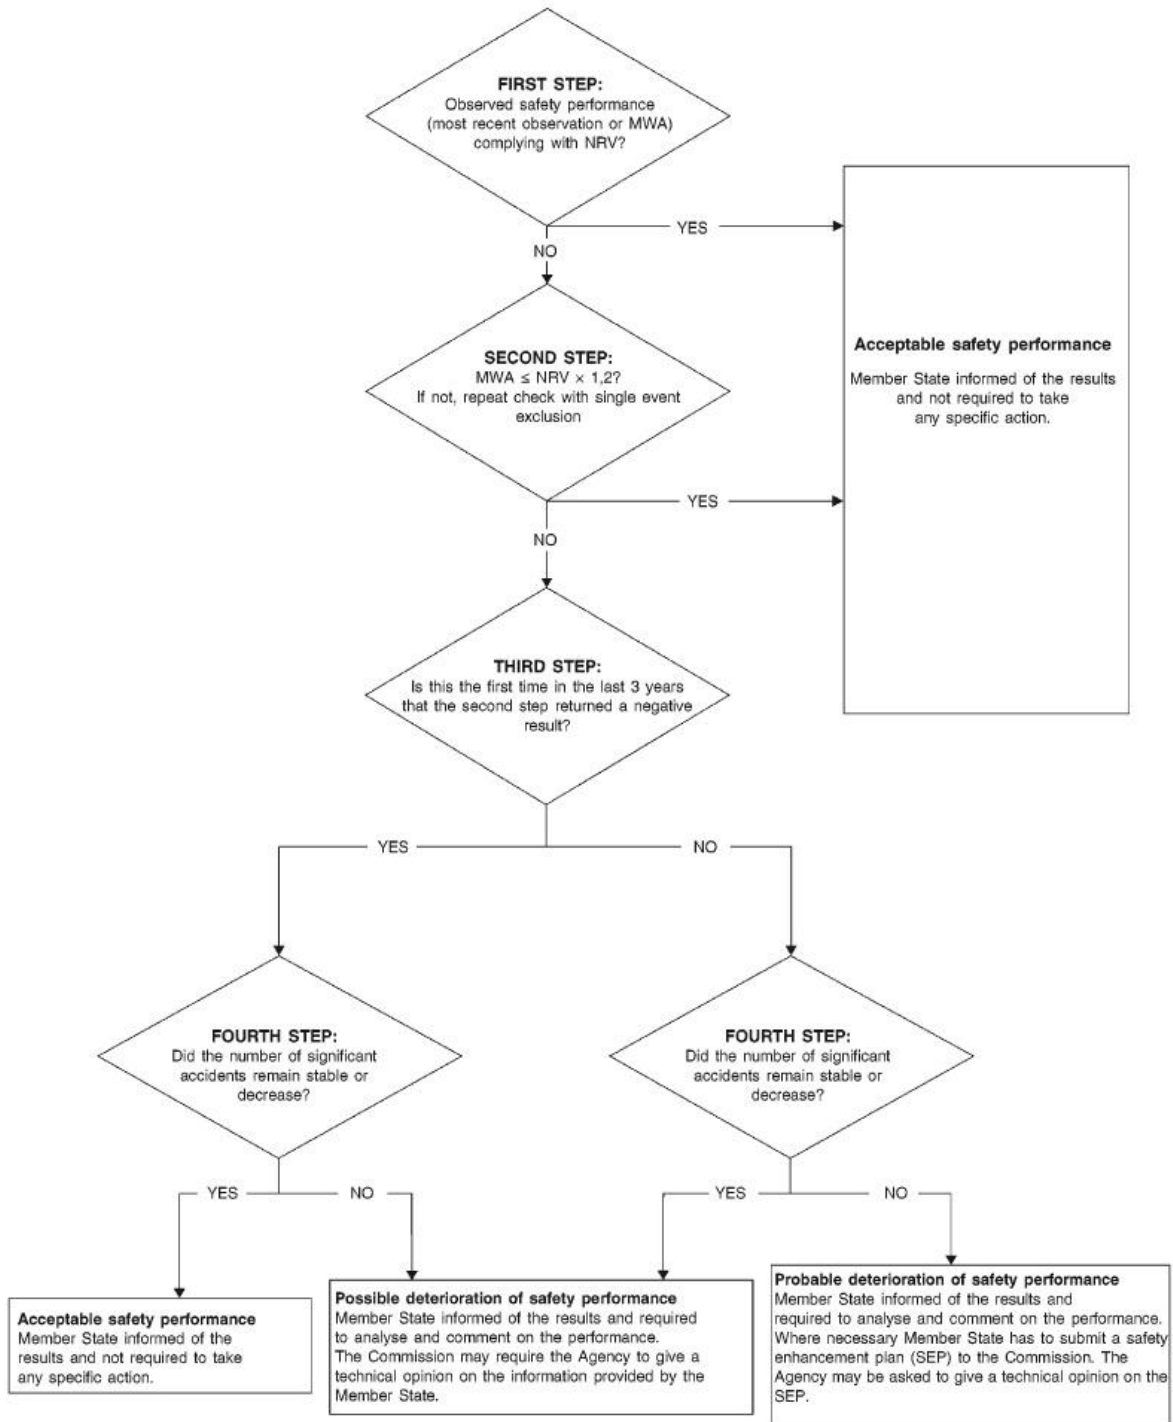 FIRST STEP:
Observed safety performance
(most recent observation or MWA)
complying with NRV?
YES
NO
Acceptable safety performance
Member State informed of the results
and not required to take
any specific action.
SECOND STEP:
MWA ≤ NRV × 1,2?
If not, repeat check with single event
exclusion
YES
NO
THIRD STEP:
Is this the first time in the last 3 years
that the second step returned a negative
result?
YES
NO
FOURTH STEP:
Did the number of significant
accidents remain stable or
decrease?
FOURTH STEP:
Did the number of significant
accidents remain stable or
decrease?
YES
NO
YES
NO
Acceptable safety performance
Member State informed of the
results and not required to take
any specific action.
Possible deterioration of safety performance
Member State informed of the results and required
to analyse and comment on the performance.
The Commission may require the Agency to give a
technical opinion on the information provided by the
Member State.
Probable deterioration of safety performance
Member State informed of the results and
required to analyse and comment on the performance.
Where necessary Member State has to submit a safety
enhancement plan (SEP) to the Commission. The
Agency may be asked to give a technical opinion on the
SEP.